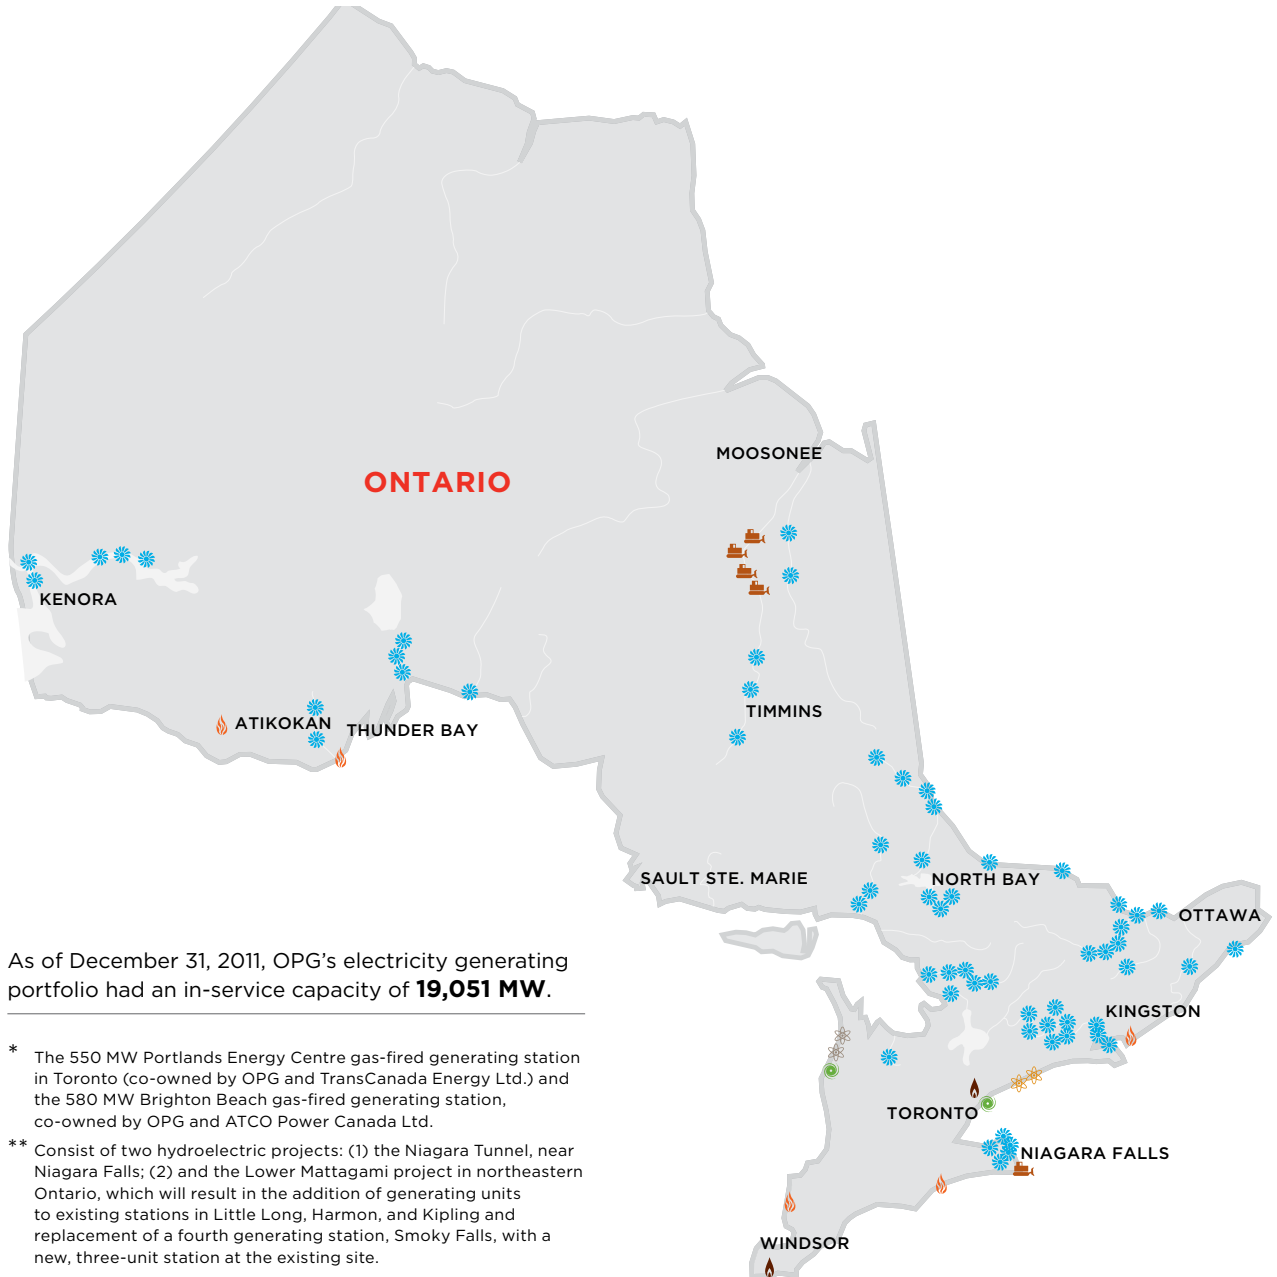 MOOSONEE
ONTARIO
KENORA
ATIKOKAN
THUNDER BAY
TIMMINS
SAULT STE. MARIE
NORTH BAY
OTTAWA
KINGSTON
TORONTO
NIAGARA FALLS
WINDSOR
As of December 31, 2011, OPG’s electricity generating
portfolio had an in-service capacity of 19,051 MW.
* The 550 MW Portlands Energy Centre gas-fired generating station
in Toronto (co-owned by OPG and TransCanada Energy Ltd.) and
the 580 MW Brighton Beach gas-fired generating station,
co-owned by OPG and ATCO Power Canada Ltd.
** Consist of two hydroelectric projects: (1) the Niagara Tunnel, near
Niagara Falls; (2) and the Lower Mattagami project in northeastern
Ontario, which will result in the addition of generating units
to existing stations in Little Long, Harmon, and Kipling and
replacement of a fourth generating station, Smoky Falls, with a
new, three-unit station at the existing site.